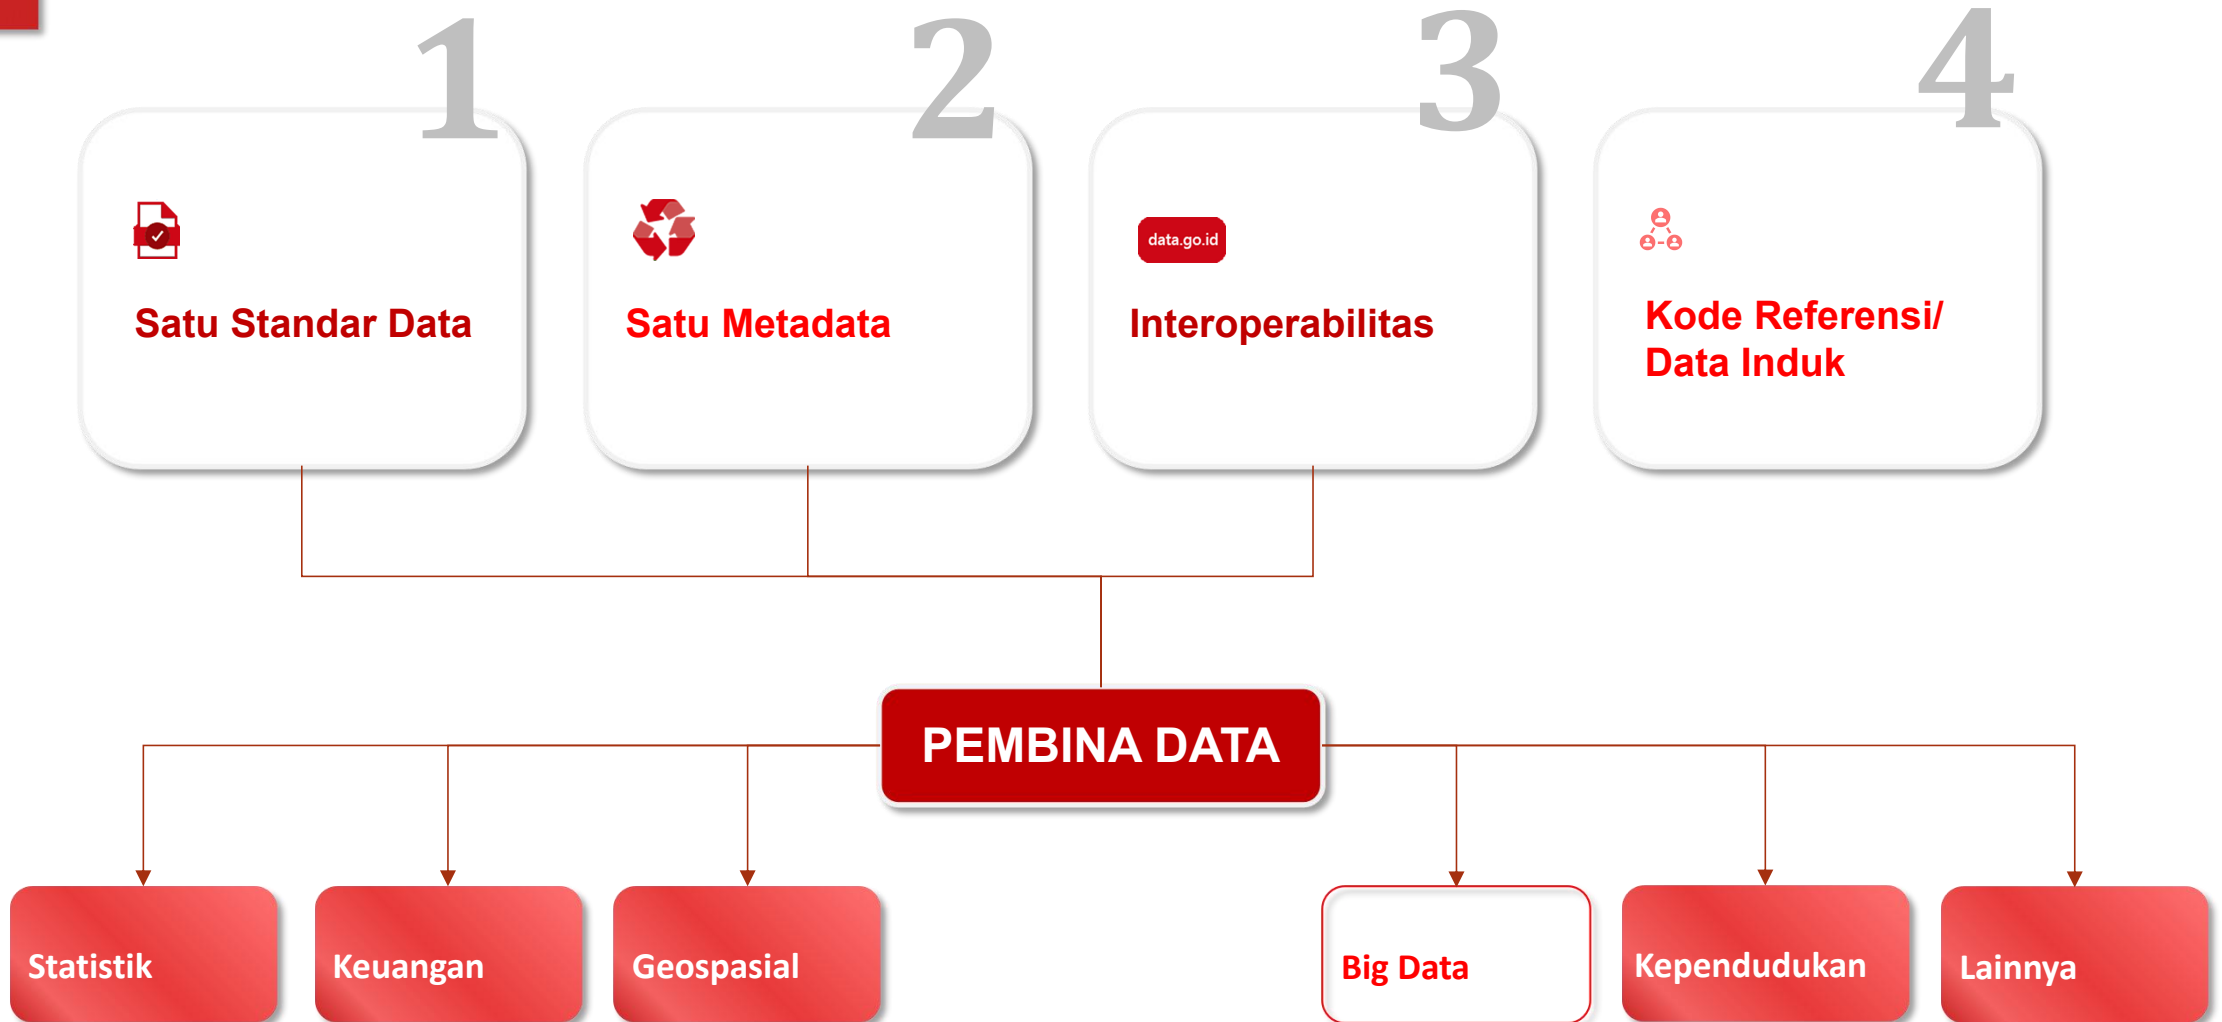 1
2
3
4
data.go.id
Satu Standar Data
Satu Metadata
Interoperabilitas
Kode Referensi/
Data Induk
PEMBINA DATA
Statistik
Keuangan
Geospasial
Big Data
Kependudukan
Lainnya